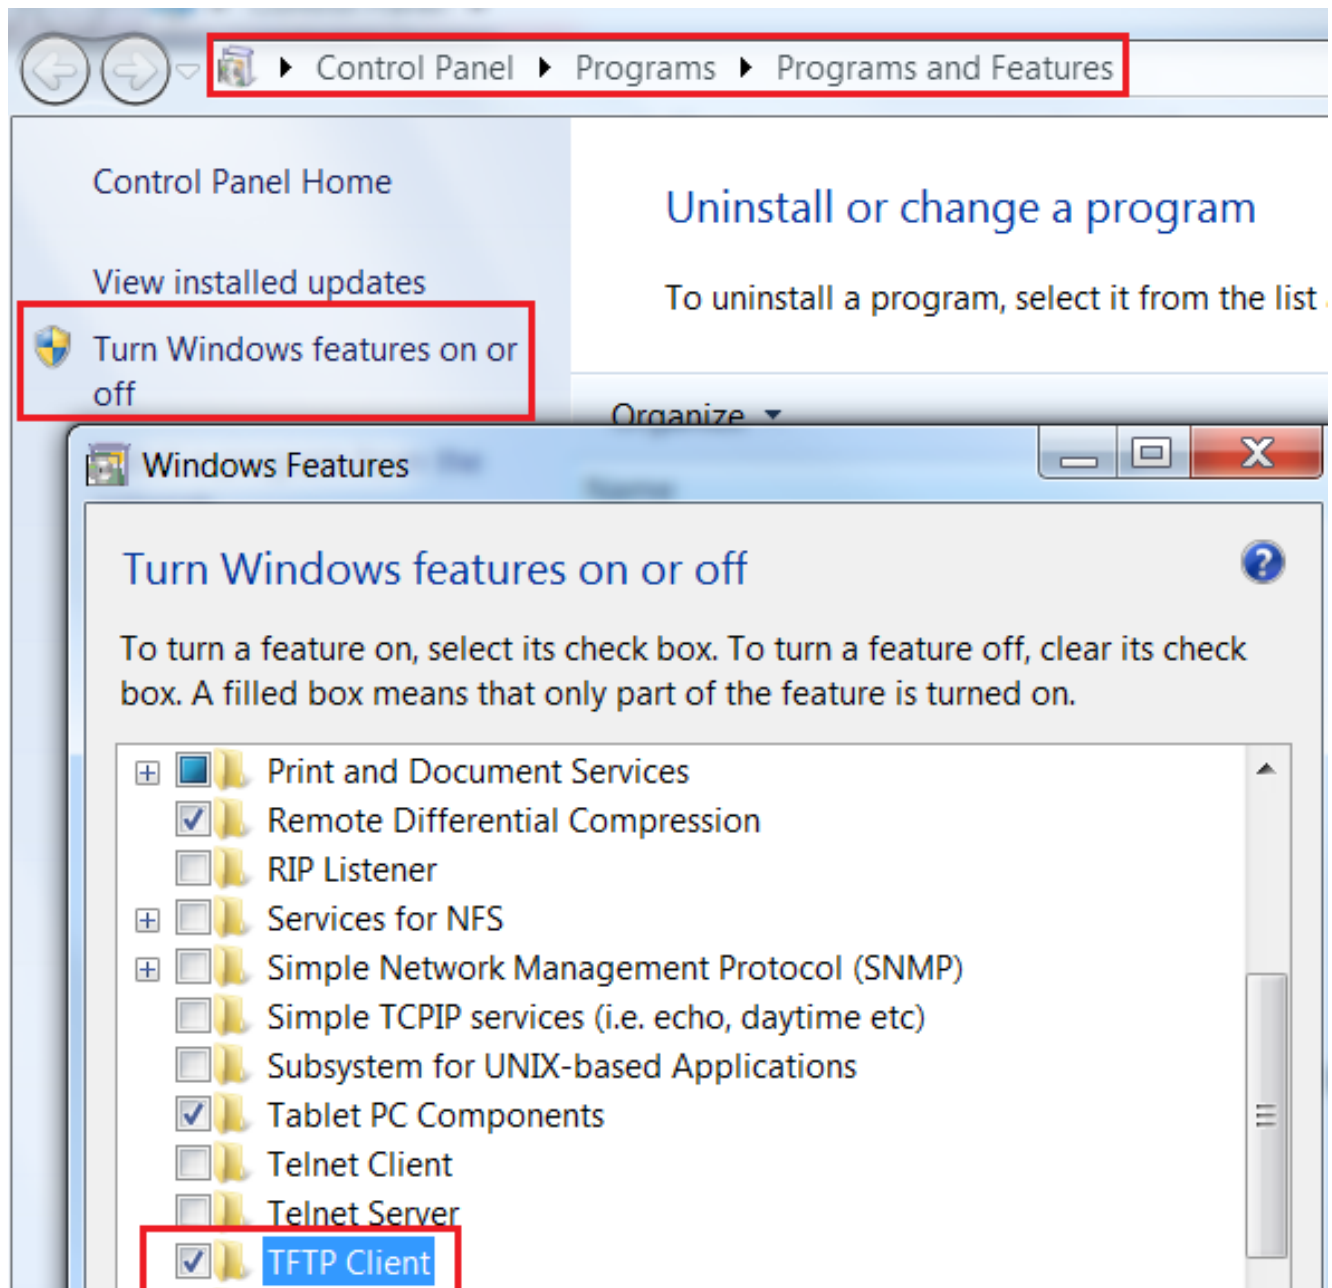 Control Panel Programs Programs and Features
Control Panel Home
View installed updates
Turn Windows features on or
off
Uninstall or change a program
To uninstall a program, select it from the list
Organize
Name
Windows Features
Turn Windows features on or off
To turn a feature on, select its check box. To turn a feature off, clear its check
box. A filled box means that only part of the feature is turned on.
Print and Document Services
Remote Differential Compression
RIP Listener
Services for NFS
Simple Network Management Protocol (SNMP)
Simple TCPIP services (i.e. echo, daytime etc)
Subsystem for UNIX-based Applications
Tablet PC Components
Telnet Client
Telnet Server
TFTP Client